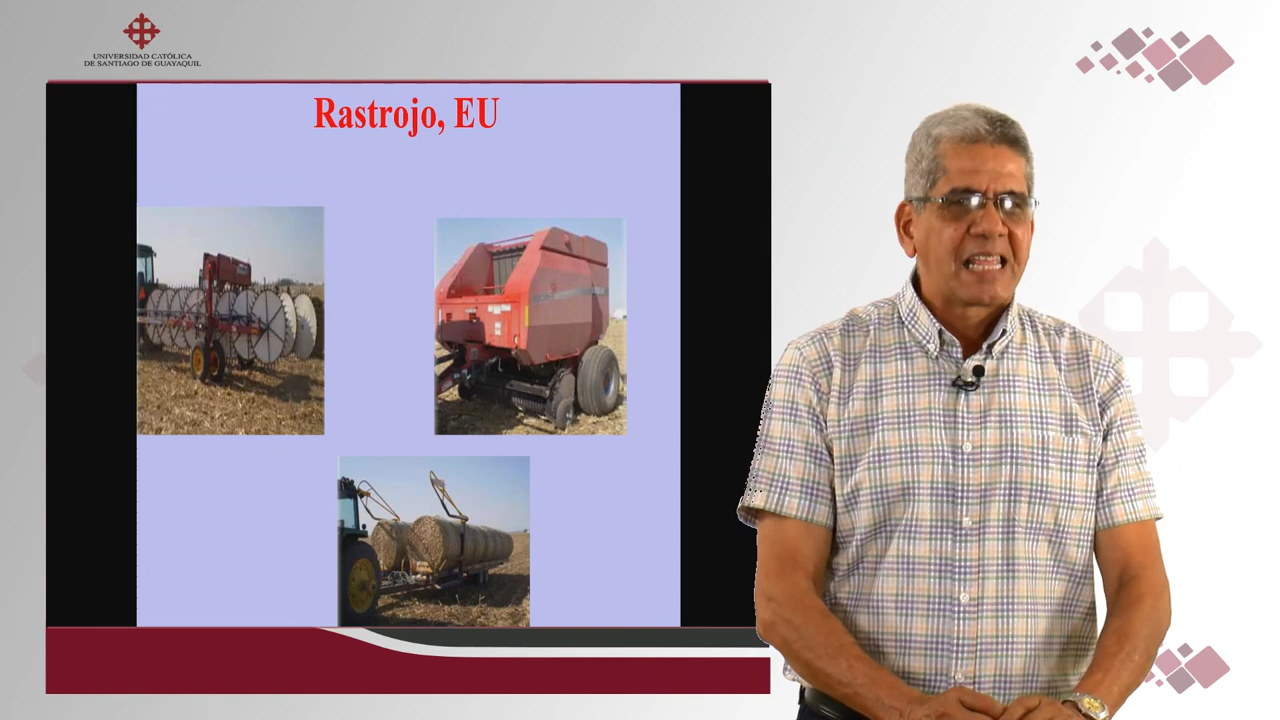 UNIVERSIDAD CATÓLICA
DE SANTIAGO DE GUAYAQUIL
Rastrojo, EU